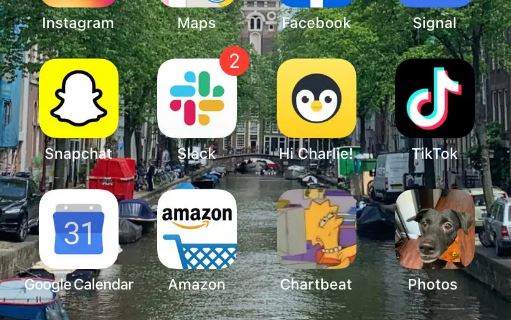 Instagram
Maps
Facebook
Signal
2
Snapchat
Slack
Hi Charlie!
TikTok
31
amazon
Google Calendar
Amazon
Chartbeat
Photos